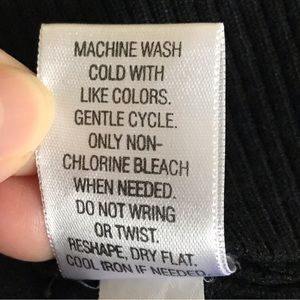 MACHINE WASH
COLD WITH
LIKE COLORS.
GENTLE CYCLE.
ONLY NON-
CHLORINE BLEACH
WHEN NEEDED.
DO NOT WRING
OR TWIST.
RESHAPE, DRY FLAT.
COOL IRON IF NEEDED.